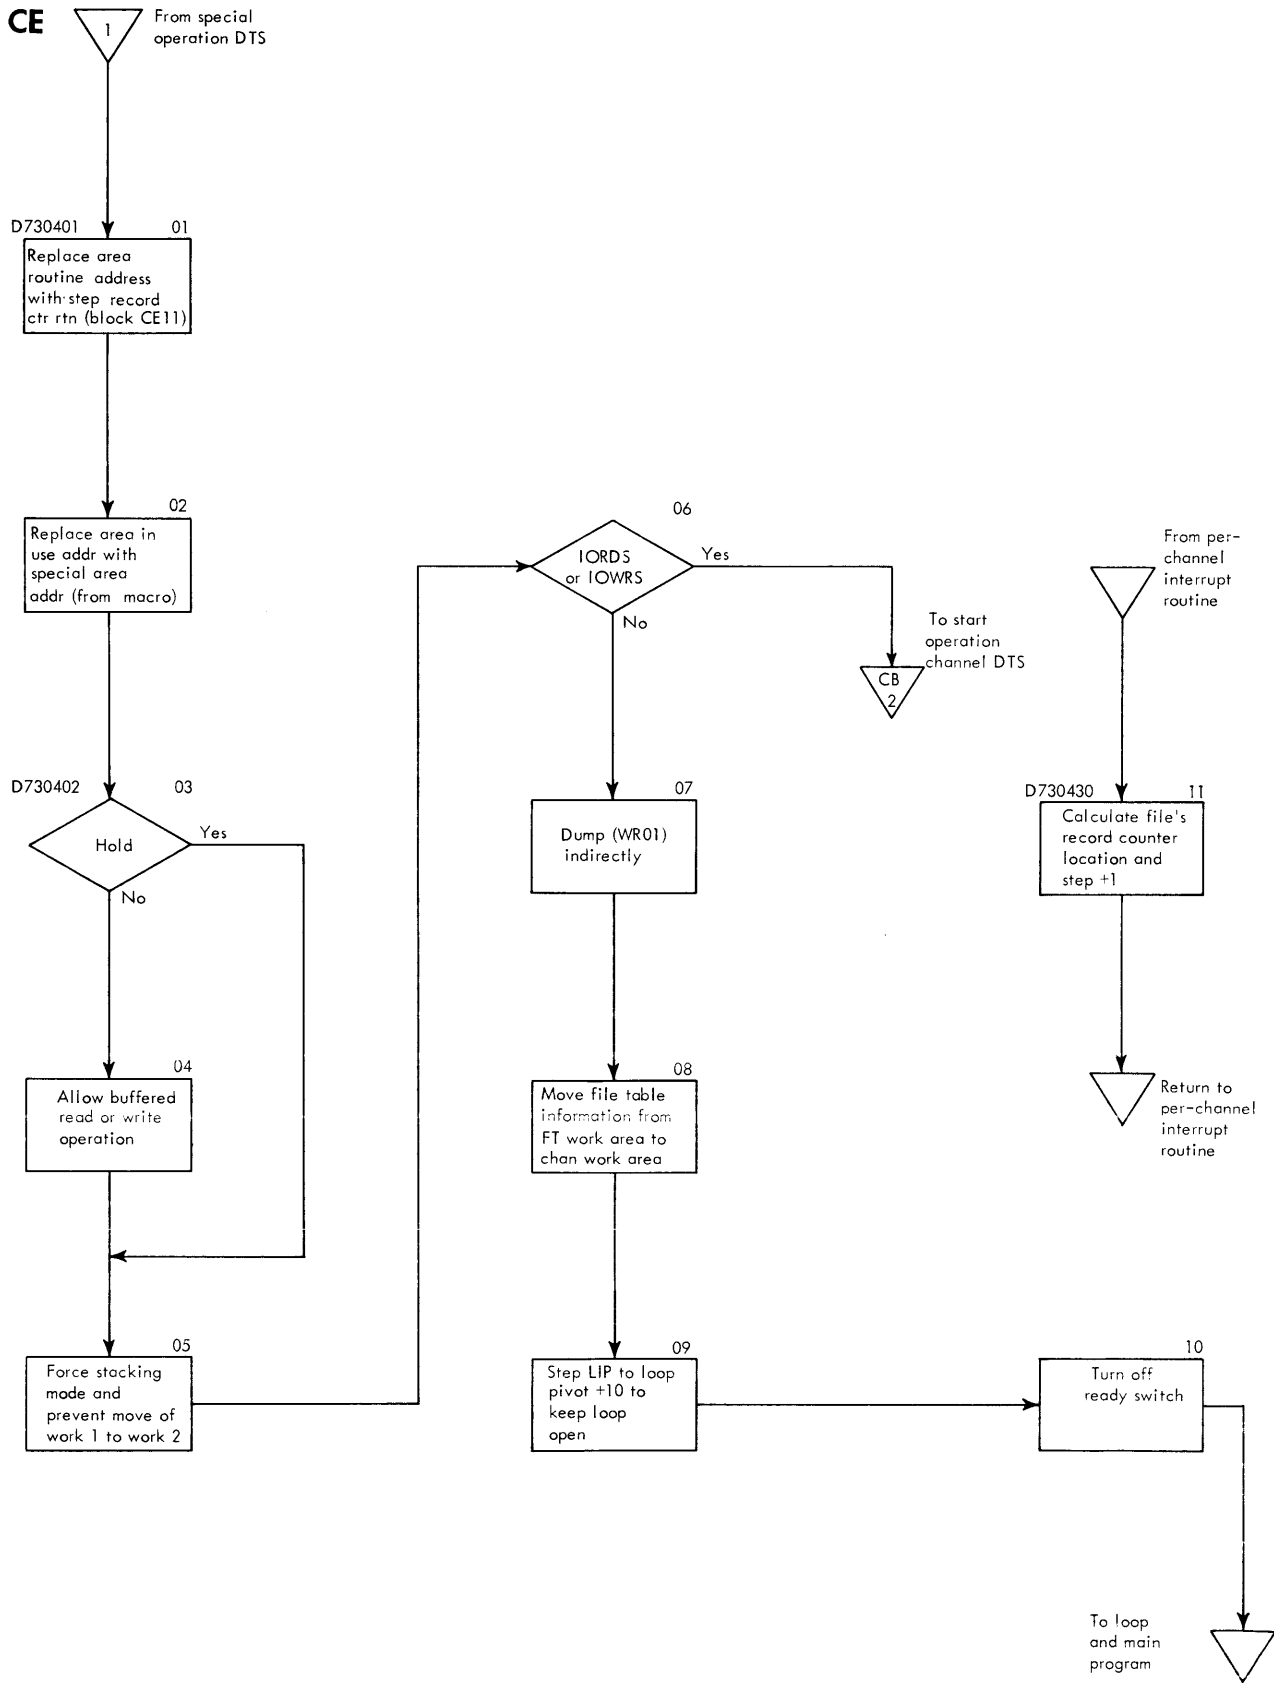 CE
1
From special
operation DTS
D730401
01
Replace area
routine address
with step record
ctr rtn (block CE11)
02
Replace area in
use addr with
special area
addr (from macro)
D730402
03
Hold
Yes
No
04
Allow buffered
read or write
operation
05
Force stacking
mode and
prevent move of
work 1 to work 2
06
IORDS
or IOWRS
Yes
No
To start
operation
channel DTS
CB
2
07
Dump (WR01)
indirectly
08
Move file table
information from
FT work area to
chan work area
09
Step LIP to loop
pivot +10 to
keep loop
open
10
Turn off
ready switch
To loop
and main
program
From per-
channel
interrupt
routine
D730430
11
Calculate file's
record counter
location and
step +1
Return to
per-channel
interrupt
routine